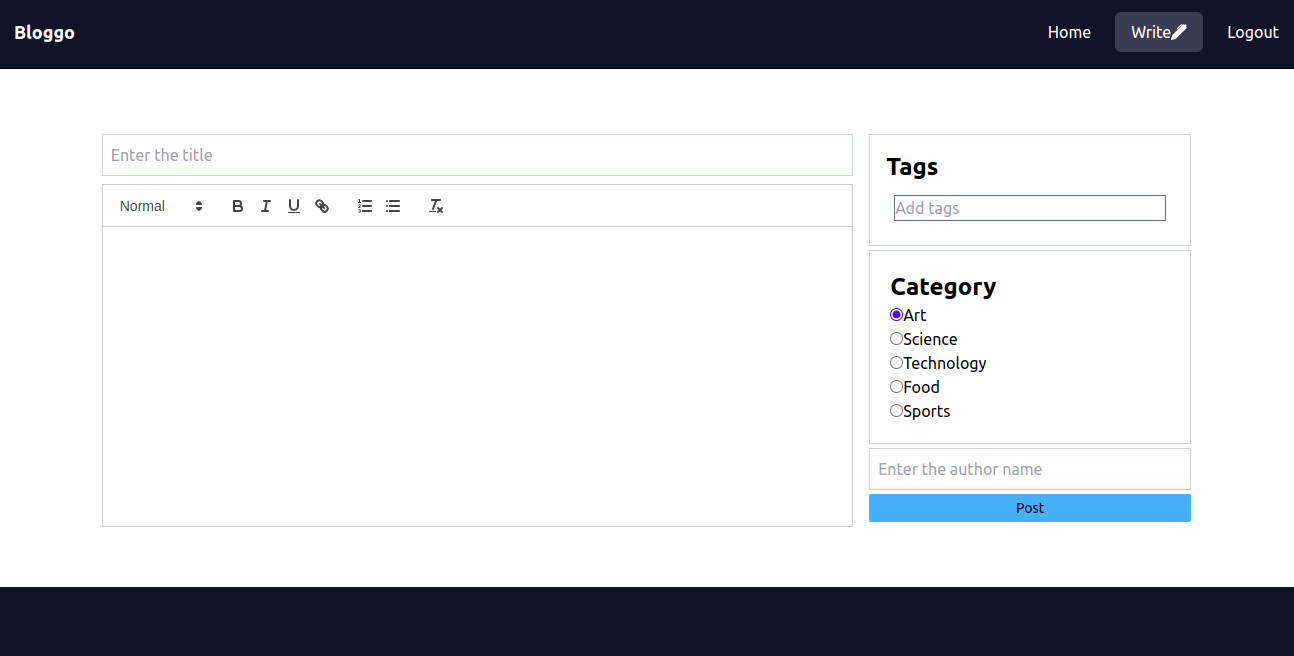 Bloggo Home Write Logout
Enter the title
Normal B I U
Tags
Add tags
Category
Art
Science
Technology
Food
Sports
Enter the author name
Post